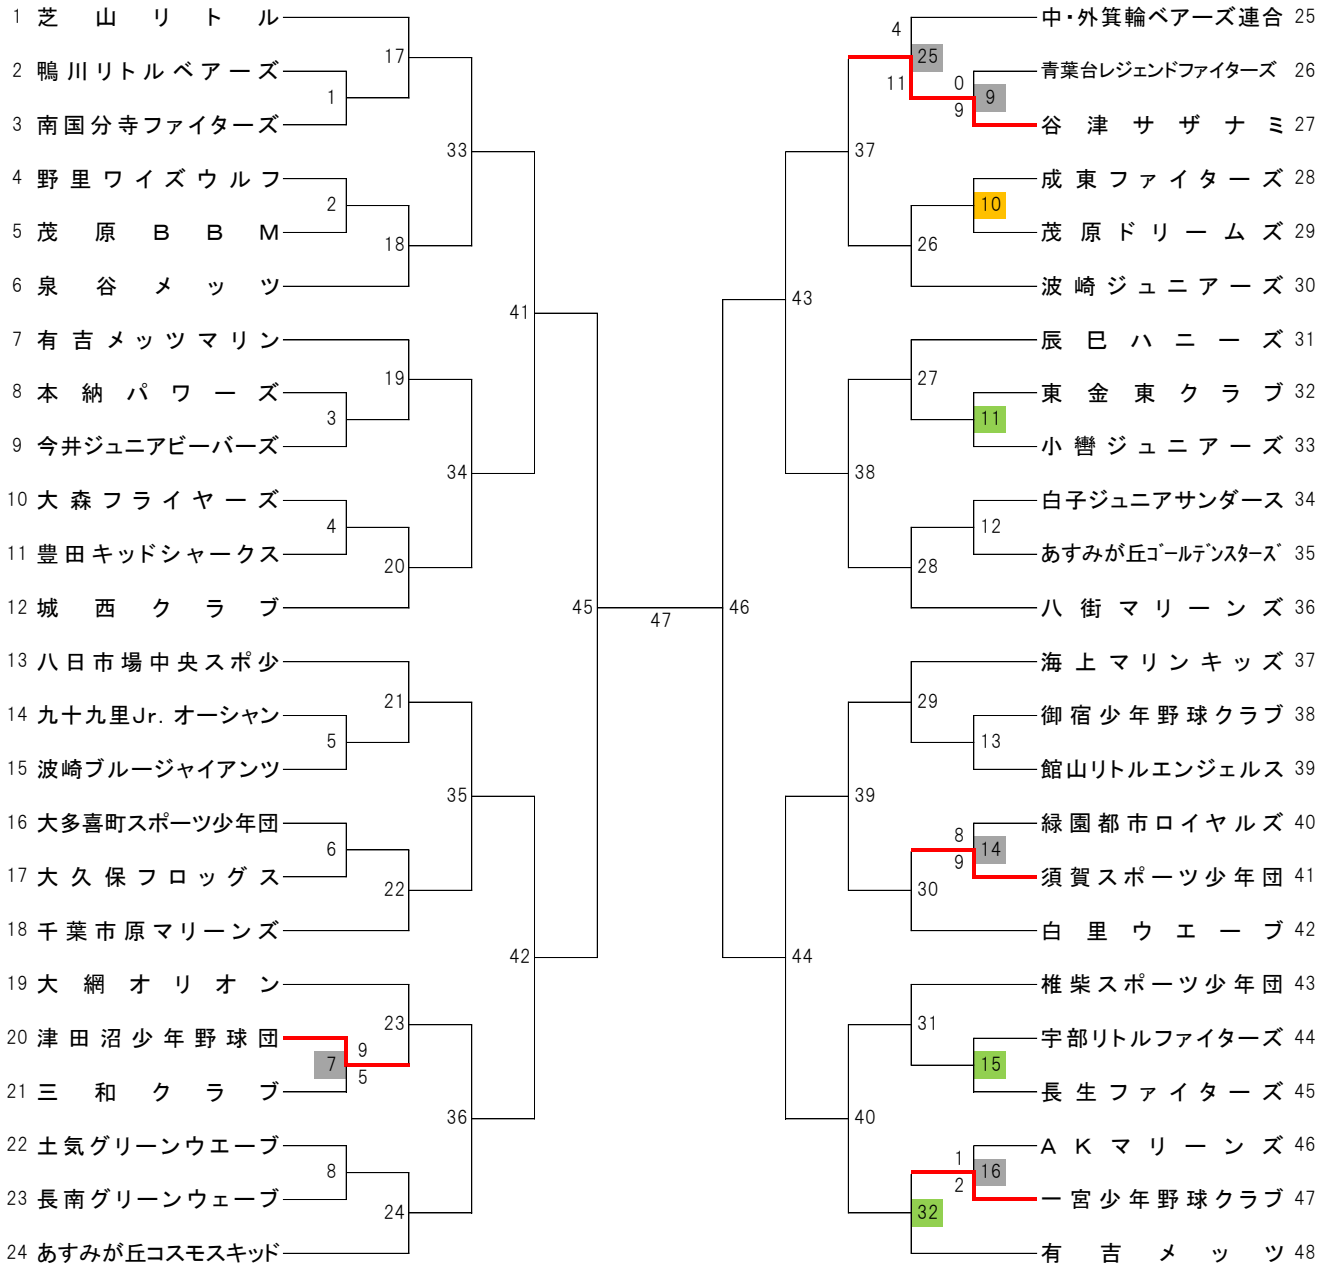 1 芝山リトル
2 鴨川リトルベアーズ
3 南国分寺ファイターズ
4 野里ワイズウルフ
5 茂原ＢＢＭ
6 泉谷メッツ
7 有吉メッツマリン
8 本納パワーズ
9 今井ジュニアビーバーズ
10 大森フライヤーズ
11 豊田キッドシャークス
12 城西クラブ
13 八日市場中央スポ少
14 九十九里Jr.オーシャン
15 波崎ブルージャイアンツ
16 大多喜町スポーツ少年団
17 大久保フロッグス
18 千葉市原マリーンズ
19 大網オリオン
20 津田沼少年野球団
21 三和クラブ
22 土気グリーンウエーブ
23 長南グリーンウェーブ
24 あすみが丘コスモスキッド
17
1
33
2
18
41
19
3
34
4
20
45
21
5
35
6
22
42
23
9
7
5
36
8
24
47
46
43
44
4
25
11
0
9
9
37
10
26
27
11
38
12
28
29
13
39
8
14
9
30
31
15
40
1
16
2
32
中・外箕輪ベアーズ連合 25
青葉台レジェンドファイターズ 26
谷津サザナミ 27
成東ファイターズ 28
茂原ドリームズ 29
波崎ジュニアーズ 30
辰巳ハニーズ 31
東金東クラブ 32
小轡ジュニアーズ 33
白子ジュニアサンダース 34
あすみが丘ｺﾞｰﾙﾃﾞﾝｽﾀｰｽﾞ 35
八街マリーンズ 36
海上マリンキッズ 37
御宿少年野球クラブ 38
館山リトルエンジェルス 39
緑園都市ロイヤルズ 40
須賀スポーツ少年団 41
白里ウエーブ 42
椎柴スポーツ少年団 43
宇部リトルファイターズ 44
長生ファイターズ 45
ＡＫマリーンズ 46
一宮少年野球クラブ 47
有吉メッツ 48